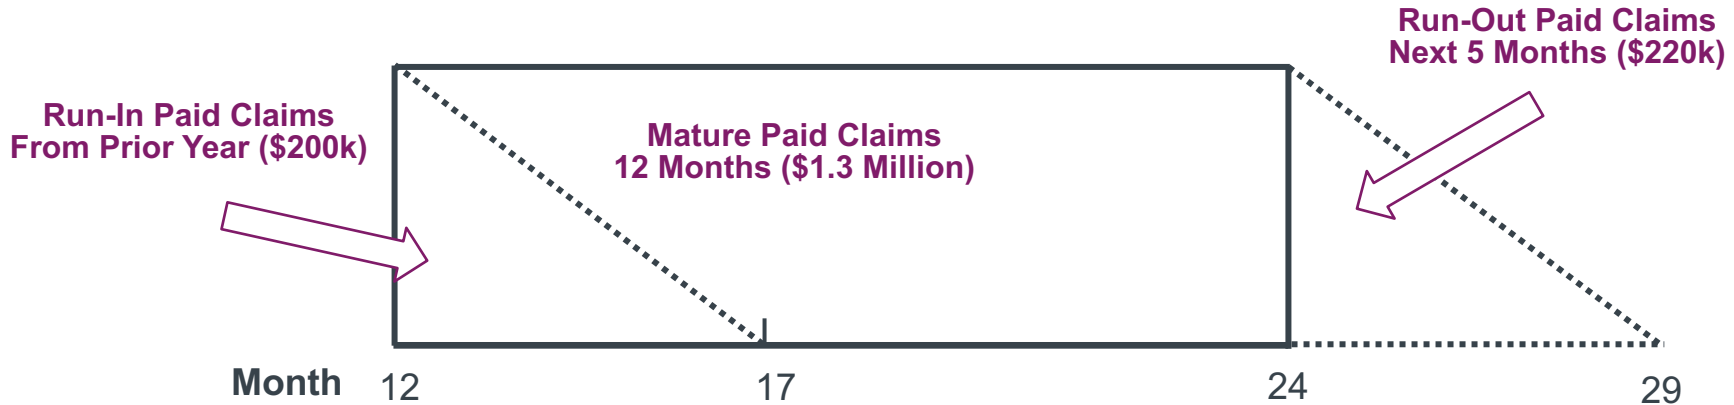 Run-Out Paid Claims
Next 5 Months ($220k)
Run-In Paid Claims
From Prior Year ($200k)
Mature Paid Claims
12 Months ($1.3 Million)
Month 12 17 24 29